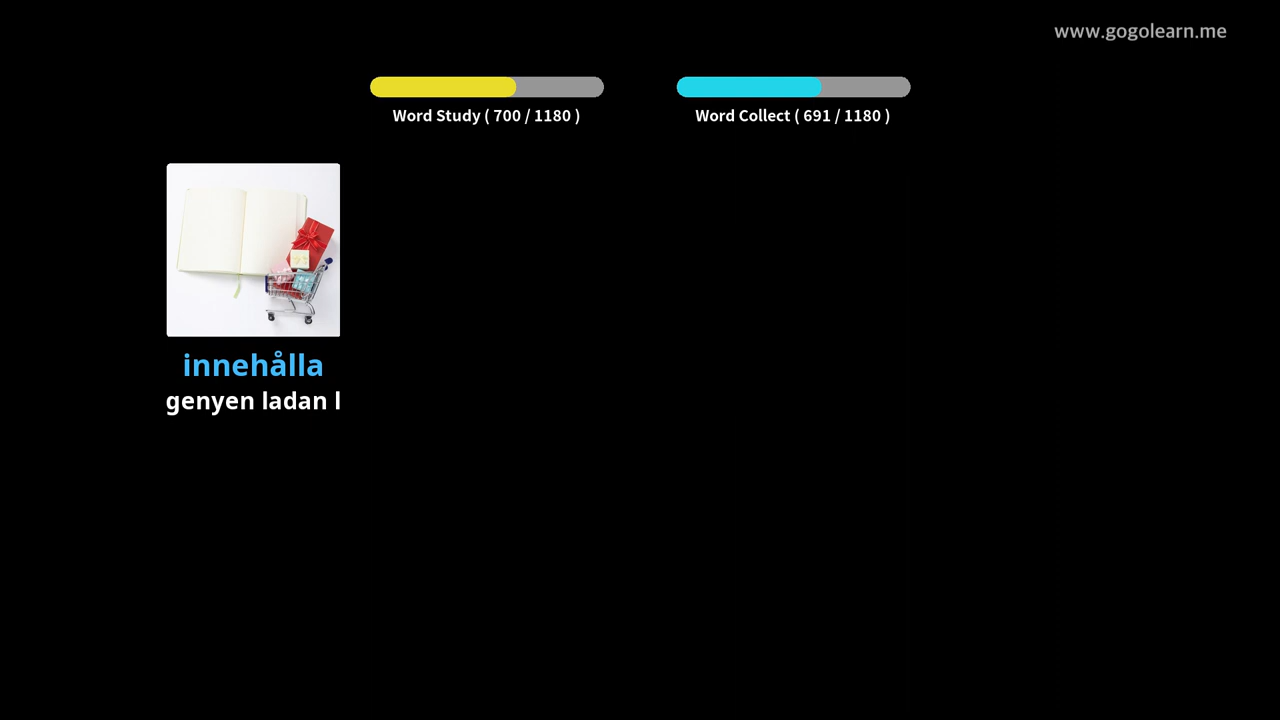 www.gogolearn.me
Word Study ( 700 / 1180 )
Word Collect ( 691 / 1180 )
innehålla
genyen ladan l